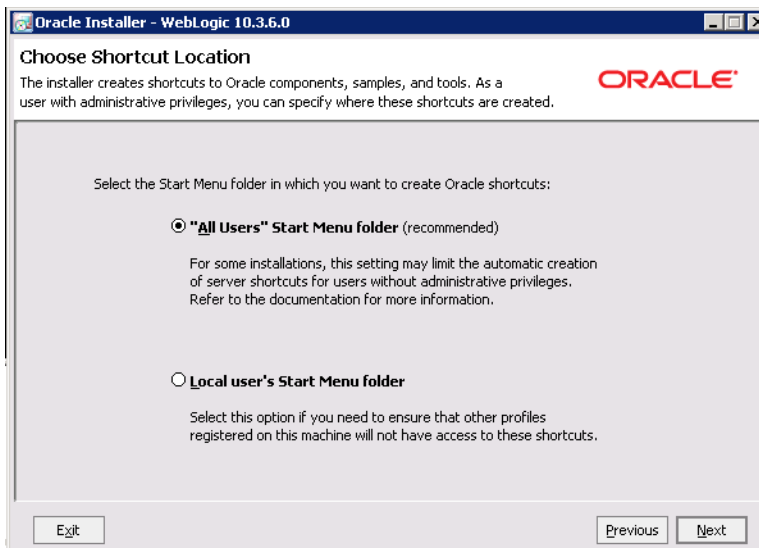 Oracle Installer - WebLogic 10.3.6.0
Choose Shortcut Location
The installer creates shortcuts to Oracle components, samples, and tools. As a
user with administrative privileges, you can specify where these shortcuts are created.
ORACLE
Select the Start Menu folder in which you want to create Oracle shortcuts:
"All Users" Start Menu folder (recommended)
For some installations, this setting may limit the automatic creation
of server shortcuts for users without administrative privileges.
Refer to the documentation for more information.
Local user's Start Menu folder
Select this option if you need to ensure that other profiles
registered on this machine will not have access to these shortcuts.
Exit
Previous
Next